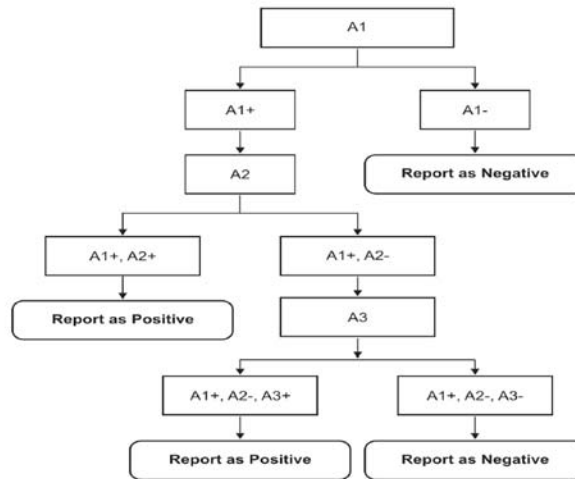 A1
A1+
A1-
A2
Report as Negative
A1+, A2+
A1+, A2-
Report as Positive
A3
A1+, A2-, A3+
A1+, A2-, A3-
Report as Positive
Report as Negative